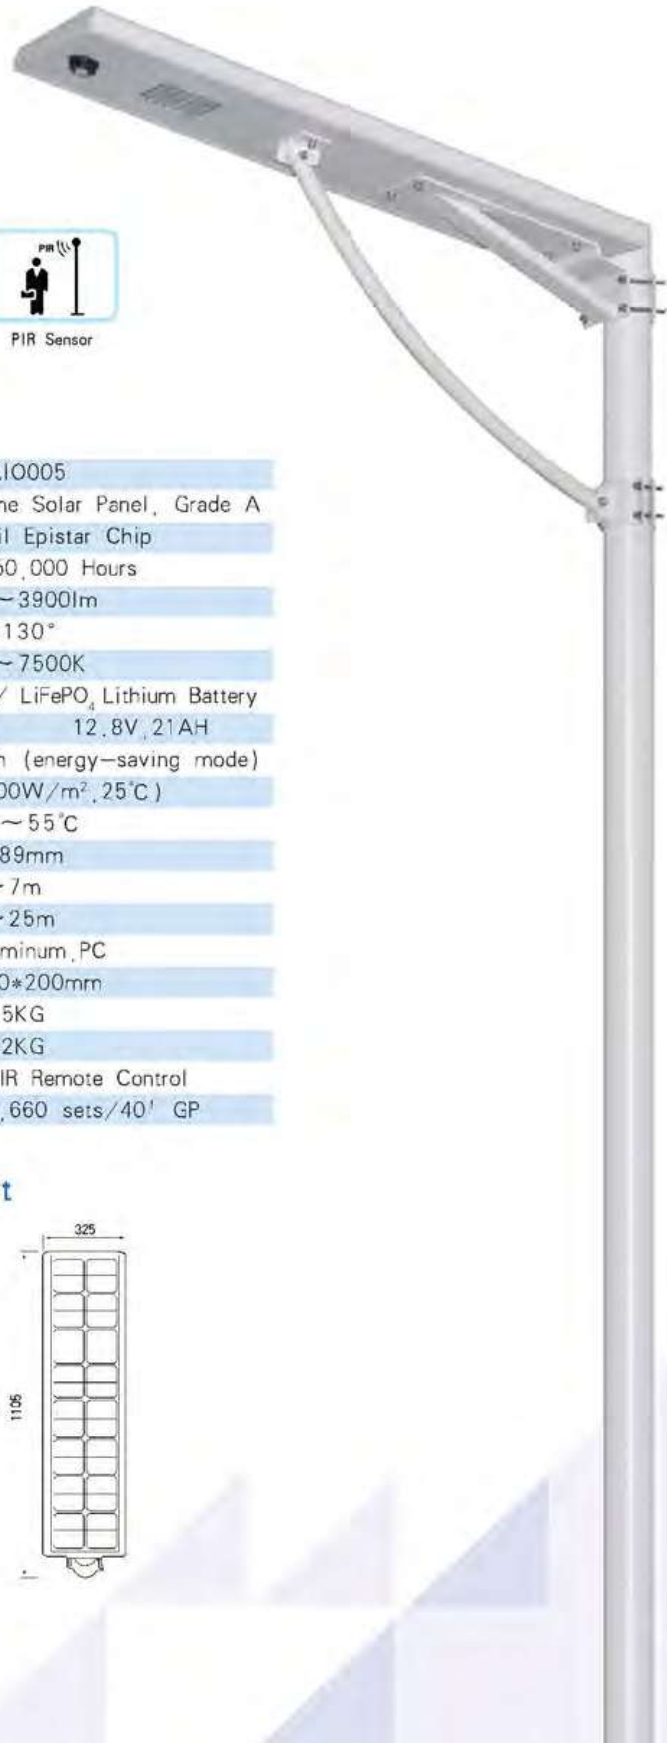 PIR
PIR Sensor
IO005
ne Solar Panel, Grade A
il Epistar Chip
50,000 Hours
~3900lm
130°
~7500K
/ LiFePO₄ Lithium Battery
12.8V,21AH
n (energy-saving mode)
00W/m²,25℃)
~55℃
89mm
7m
25m
minum,PC
0*200mm
5KG
2KG
IR Remote Control
,660 sets/40' GP
t
325
1105